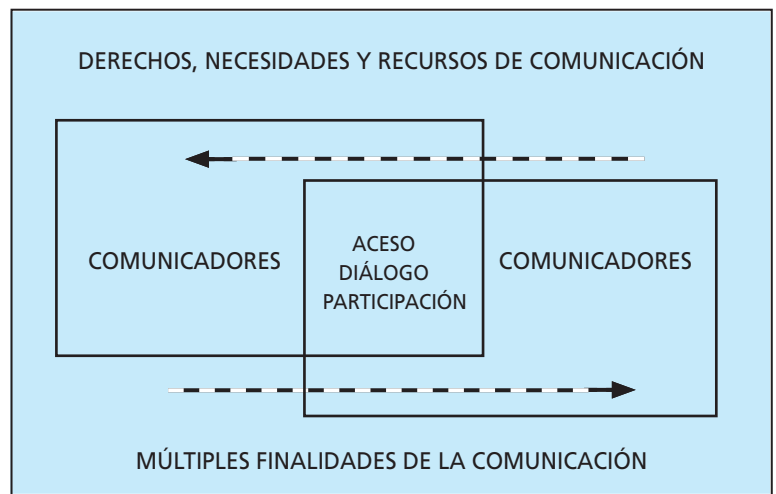 DERECHOS, NECESIDADES Y RECURSOS DE COMUNICACIÓN
COMUNICADORES
ACESO
DIÁLOGO
PARTICIPACIÓN
COMUNICADORES
MÚLTIPLES FINALIDADES DE LA COMUNICACIÓN